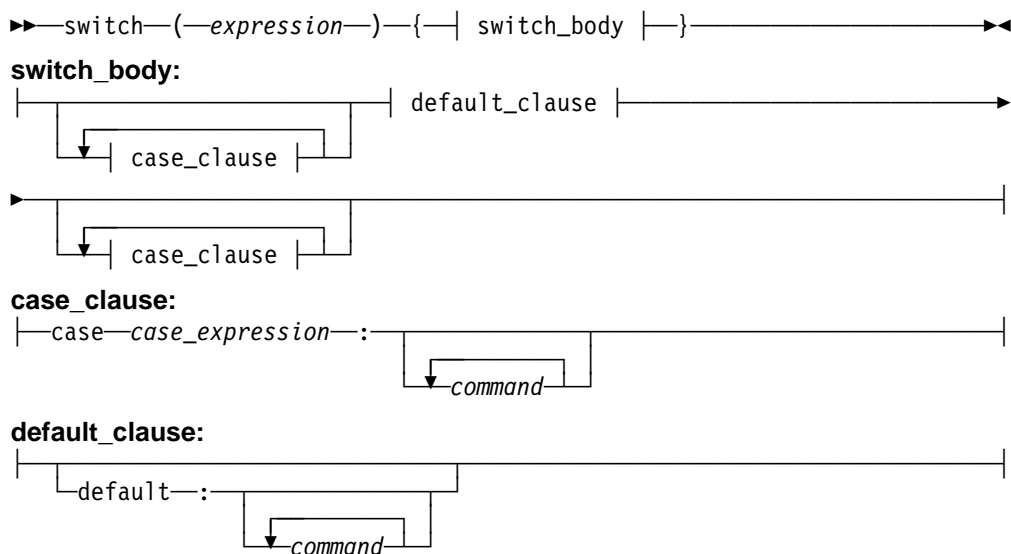 switch ( expression ) { switch_body }
switch_body:
default_clause
case_clause
case_clause
case_clause:
case case_expression :
command
default_clause:
default :
command